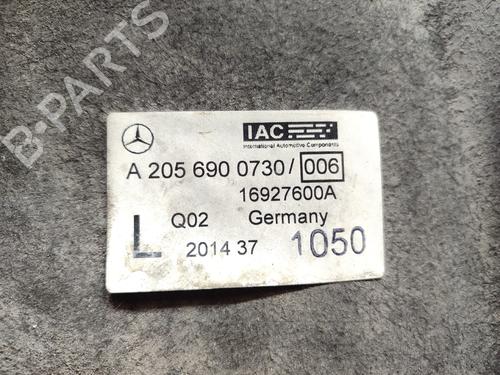 B-PARTS
IAC
International Automotive Components
A 205 690 0730/ 006
16927600A
Q02 Germany
L 2014 37 1050